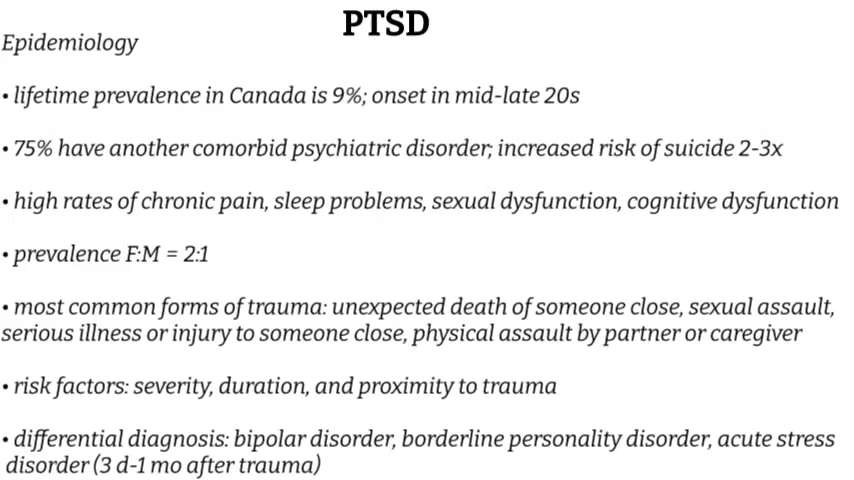 PTSD
Epidemiology
• lifetime prevalence in Canada is 9%; onset in mid-late 20s
• 75% have another comorbid psychiatric disorder; increased risk of suicide 2-3x
• high rates of chronic pain, sleep problems, sexual dysfunction, cognitive dysfunction
• prevalence F:M = 2:1
• most common forms of trauma: unexpected death of someone close, sexual assault,
serious illness or injury to someone close, physical assault by partner or caregiver
• risk factors: severity, duration, and proximity to trauma
• differential diagnosis: bipolar disorder, borderline personality disorder, acute stress
disorder (3 d-1 mo after trauma)